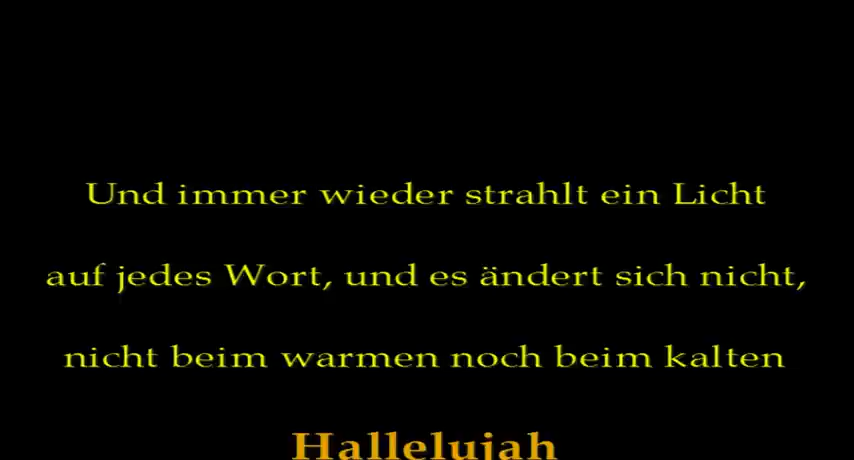 Und immer wieder strahlt ein Licht
auf jedes Wort, und es ändert sich nicht,
nicht beim warmen noch beim kalten
Hallelujah